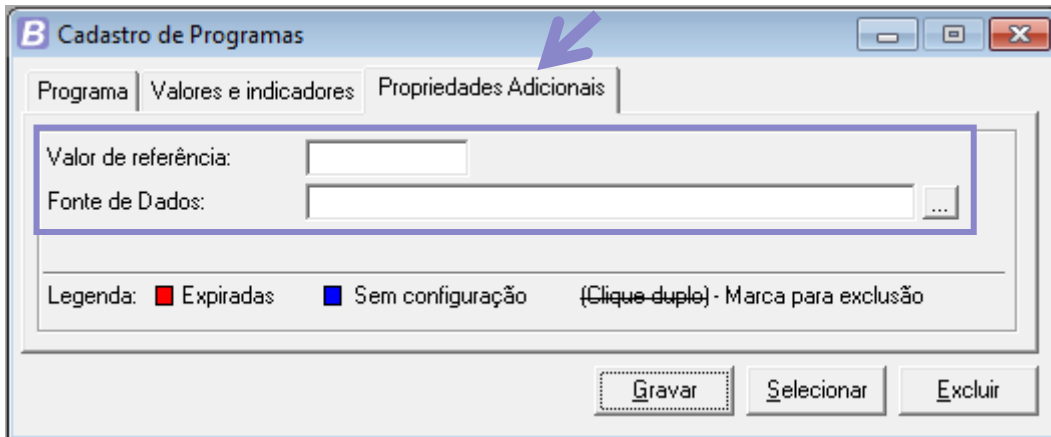 B Cadastro de Programas
Programa Valores e indicadores Propriedades Adicionais
Valor de referência:
Fonte de Dados: ...
Legenda: Expiradas Sem configuração (Clique duplo) - Marca para exclusão
Gravar Selecionar Excluir